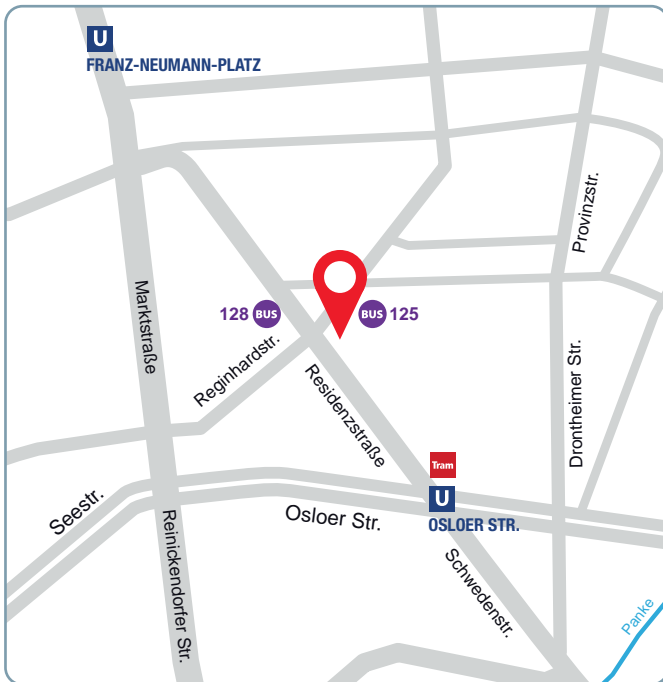 U
FRANZ-NEUMANN-PLATZ
Provinzstr.
Marktstraße
128 BUS
BUS 125
Reginhardstr.
Residenzstraße
Drontheimer Str.
Tram
U
OSLOER STR.
Seestr.
Osloer Str.
Reinickendorfer Str.
Schwedenstr.
Panke